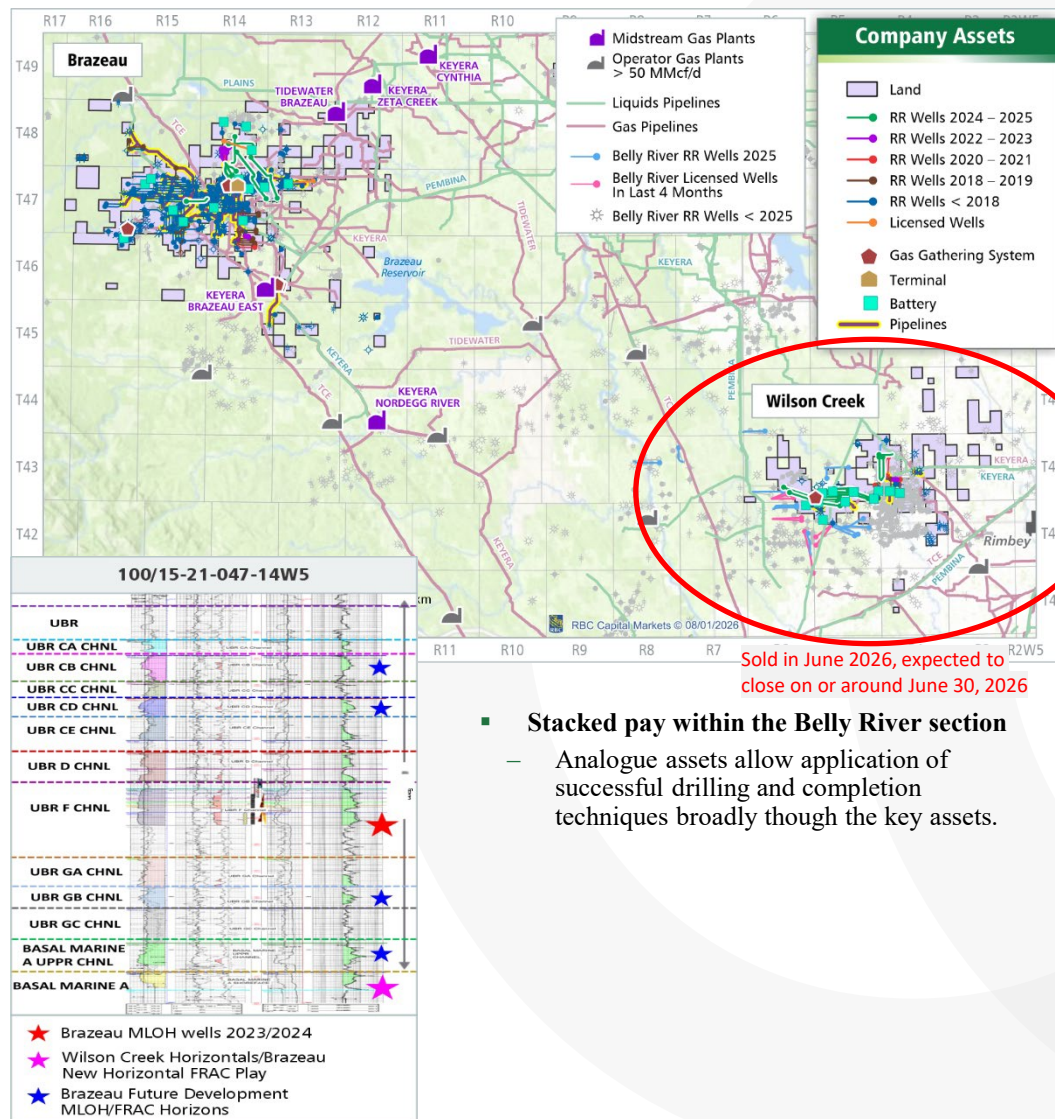 R17 R16 R15 R14 R13 R12 R11 R10
T49
T48
T47
T46
T45
T44
T43
T42
Brazeau
PLAINS
TCE
TIDEWATER
BRAZEAU
KEYERA
ZETA CREEK
KEYERA
CYNTHIA
PEMBINA
TIDEWATER
KEYERA
Brazeau
Reservoir
KEYERA
BRAZEAU EAST
KEYERA
TCE
TIDEWATER
KEYERA
NORDEGG RIVER
KEYERA
KEYERA
PEMBINA
TCE
Midstream Gas Plants
Operator Gas Plants
> 50 MMcf/d
Liquids Pipelines
Gas Pipelines
Belly River RR Wells 2025
Belly River Licensed Wells
In Last 4 Months
Belly River RR Wells < 2025
Company Assets
Land
RR Wells 2024 – 2025
RR Wells 2022 – 2023
RR Wells 2020 – 2021
RR Wells 2018 – 2019
RR Wells < 2018
Licensed Wells
Gas Gathering System
Terminal
Battery
Pipelines
Wilson Creek
KEYERA
KEYERA
Rimbey
TCE
PEMBINA
km
RBC Capital Markets © 08/01/2026
R11 R10 R9 R8 R7 R2W5
Sold in June 2026, expected to
close on or around June 30, 2026
100/15-21-047-14W5
UBR
UBR CA CHNL
UBR CB CHNL
UBR CC CHNL
UBR CD CHNL
UBR CE CHNL
UBR D CHNL
UBR F CHNL
UBR GA CHNL
UBR GB CHNL
UBR GC CHNL
BASAL MARINE
A UPPR CHNL
BASAL MARINE A
Brazeau MLOH wells 2023/2024
Wilson Creek Horizontals/Brazeau
New Horizontal FRAC Play
Brazeau Future Development
MLOH/FRAC Horizons
▪ Stacked pay within the Belly River section
– Analogue assets allow application of
successful drilling and completion
techniques broadly though the key assets.